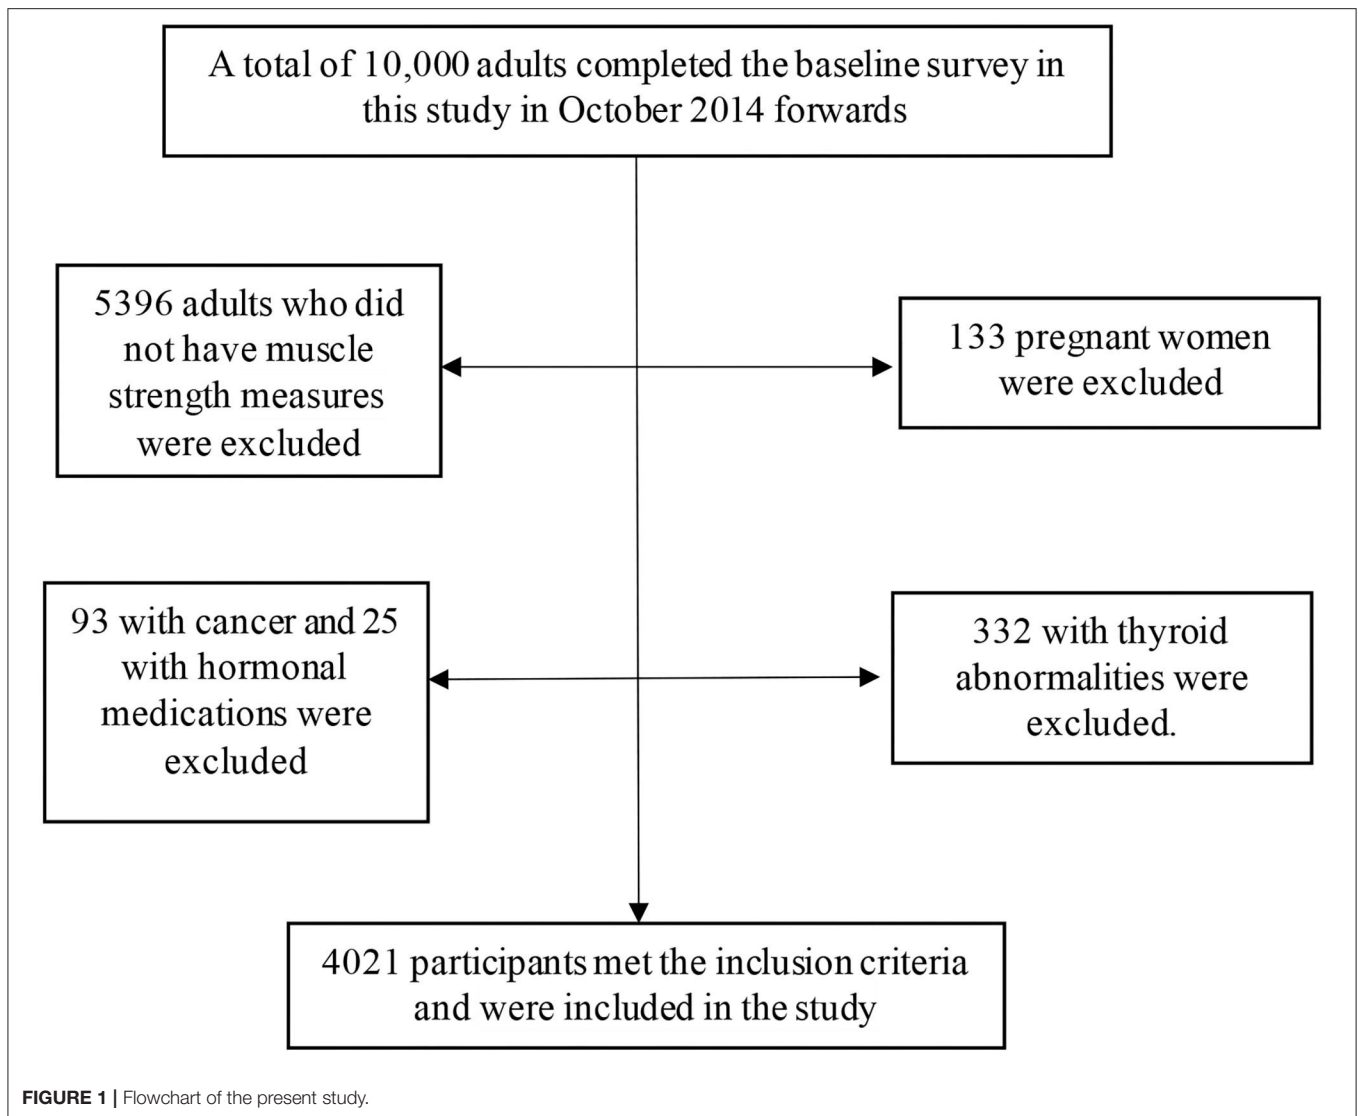 A total of 10,000 adults completed the baseline survey in
this study in October 2014 forwards
5396 adults who did
not have muscle
strength measures
were excluded
133 pregnant women
were excluded
93 with cancer and 25
with hormonal
medications were
excluded
332 with thyroid
abnormalities were
excluded.
4021 participants met the inclusion criteria
and were included in the study
FIGURE 1 | Flowchart of the present study.